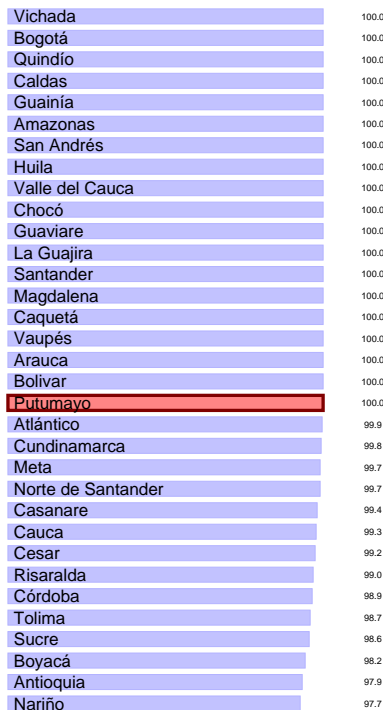 Vichada 100.0
Bogotá 100.0
Quindío 100.0
Caldas 100.0
Guainía 100.0
Amazonas 100.0
San Andrés 100.0
Huila 100.0
Valle del Cauca 100.0
Chocó 100.0
Guaviare 100.0
La Guajira 100.0
Santander 100.0
Magdalena 100.0
Caquetá 100.0
Vaupés 100.0
Arauca 100.0
Bolivar 100.0
Putumayo 100.0
Atlántico 99.9
Cundinamarca 99.8
Meta 99.7
Norte de Santander 99.7
Casanare 99.4
Cauca 99.3
Cesar 99.2
Risaralda 99.0
Córdoba 98.9
Tolima 98.7
Sucre 98.6
Boyacá 98.2
Antioquia 97.9
Nariño 97.7